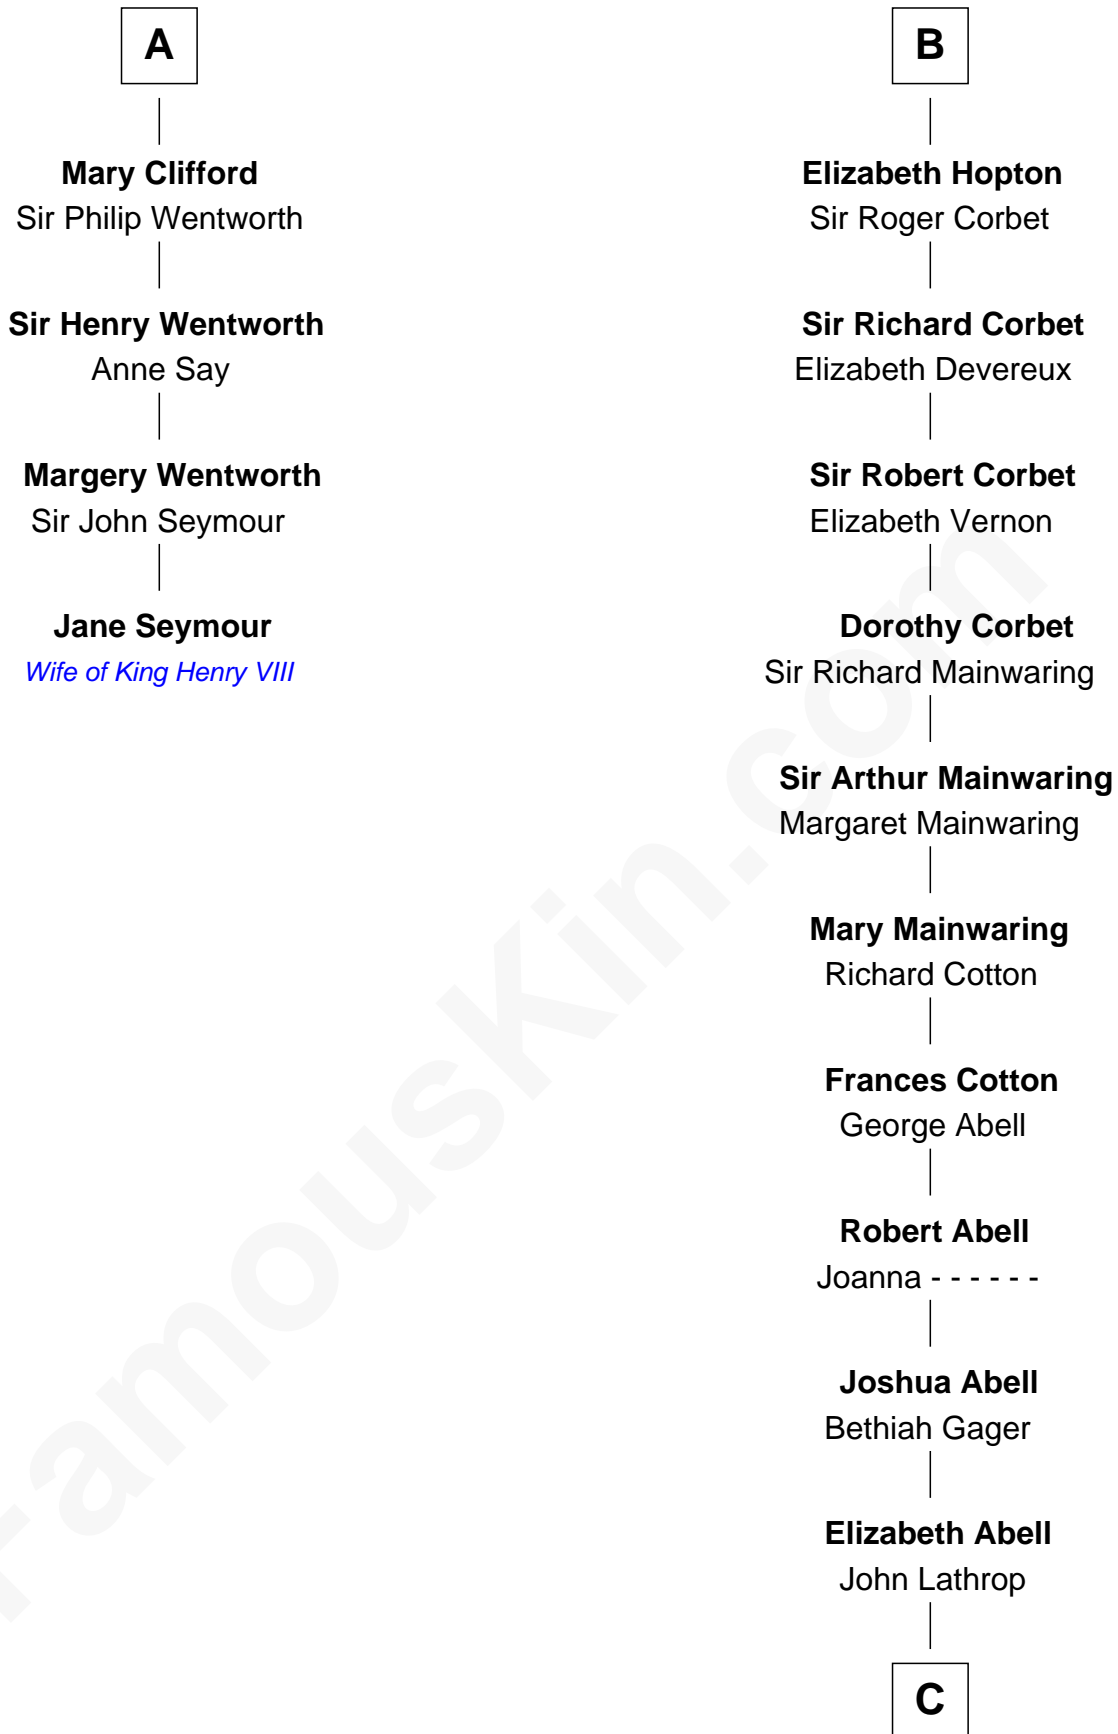 A
Mary Clifford
Sir Philip Wentworth
Sir Henry Wentworth
Anne Say
Margery Wentworth
Sir John Seymour
Jane Seymour
Wife of King Henry VIII
B
Elizabeth Hopton
Sir Roger Corbet
Sir Richard Corbet
Elizabeth Devereux
Sir Robert Corbet
Elizabeth Vernon
Dorothy Corbet
Sir Richard Mainwaring
Sir Arthur Mainwaring
Margaret Mainwaring
Mary Mainwaring
Richard Cotton
Frances Cotton
George Abell
Robert Abell
Joanna - - - - - -
Joshua Abell
Bethiah Gager
Elizabeth Abell
John Lathrop
C
FamousKin.com